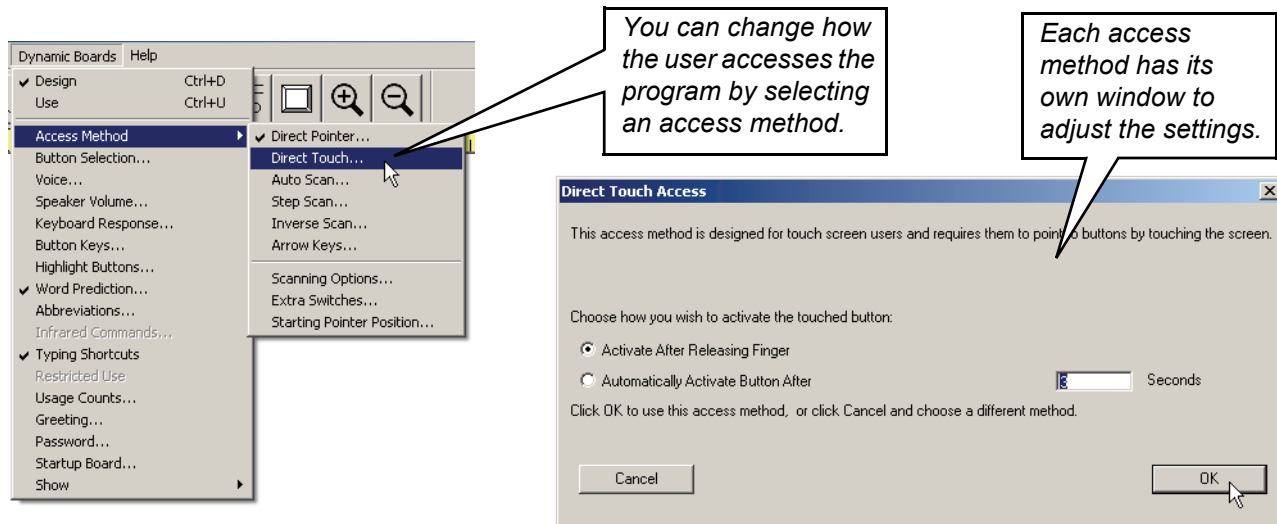 You can change how
the user accesses the
program by selecting
an access method.
Each access
method has its
own window to
adjust the settings.
Dynamic Boards Help
Design Ctrl+D
Use Ctrl+U
Access Method
Button Selection...
Voice...
Speaker Volume...
Keyboard Response...
Button Keys...
Highlight Buttons...
Word Prediction...
Abbreviations...
Infrared Commands...
Typing Shortcuts
Restricted Use
Usage Counts...
Greeting...
Password...
Startup Board...
Show
Direct Pointer...
Direct Touch...
Auto Scan...
Step Scan...
Inverse Scan...
Arrow Keys...
Scanning Options...
Extra Switches...
Starting Pointer Position...
Direct Touch Access
This access method is designed for touch screen users and requires them to point to buttons by touching the screen.
Choose how you wish to activate the touched button:
Activate After Releasing Finger
Automatically Activate Button After 3 Seconds
Click OK to use this access method, or click Cancel and choose a different method.
Cancel OK